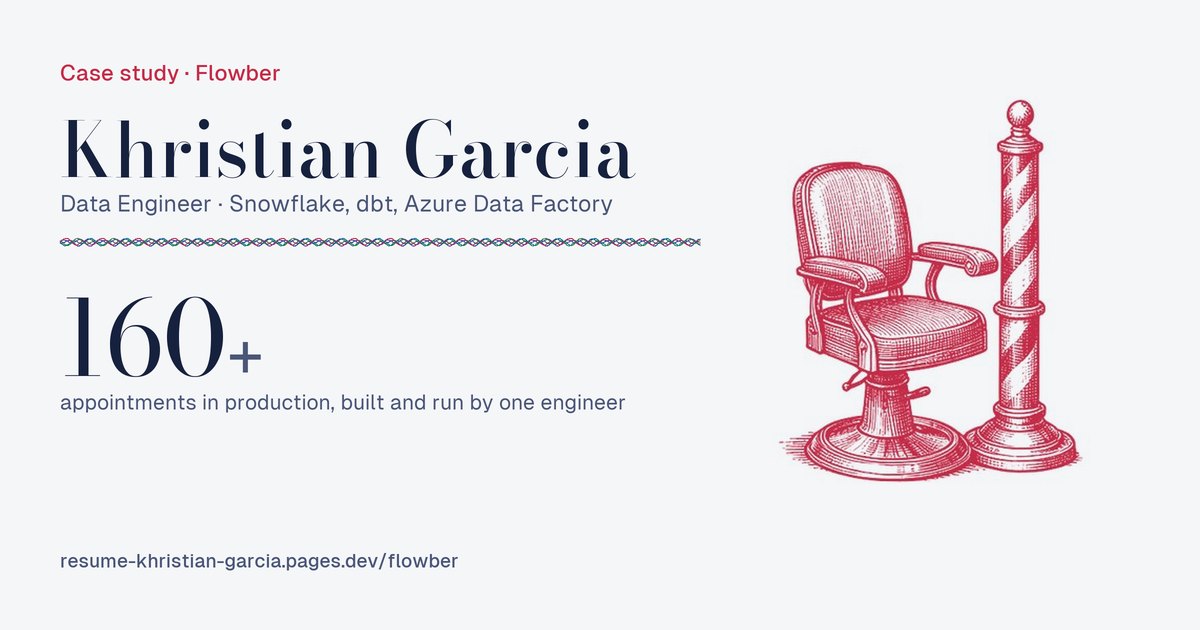 Case study · Flowber
Khristian Garcia
Data Engineer · Snowflake, dbt, Azure Data Factory
160+
appointments in production, built and run by one engineer
resume-khristian-garcia.pages.dev/flowber